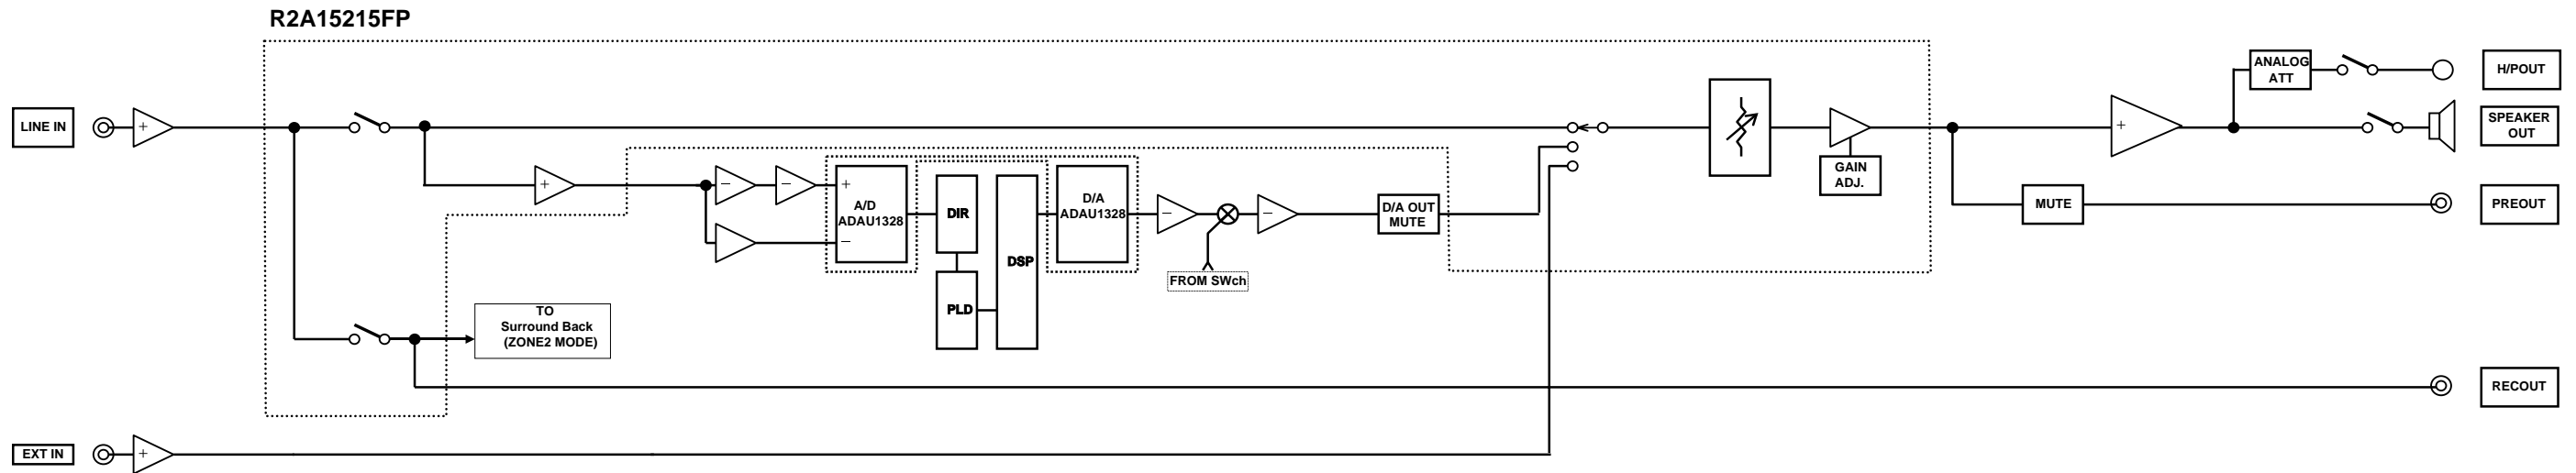 R2A15215FP
LINE IN
+
ANALOG
ATT
H/POUT
+
SPEAKER
OUT
+
−
−
+
A/D
ADAU1328
−
DIR
PLD
DSP
D/A
ADAU1328
−
FROM SWch
−
D/A OUT
MUTE
GAIN
ADJ.
MUTE
PREOUT
TO
Surround Back
(ZONE2 MODE)
RECOUT
EXT IN
+